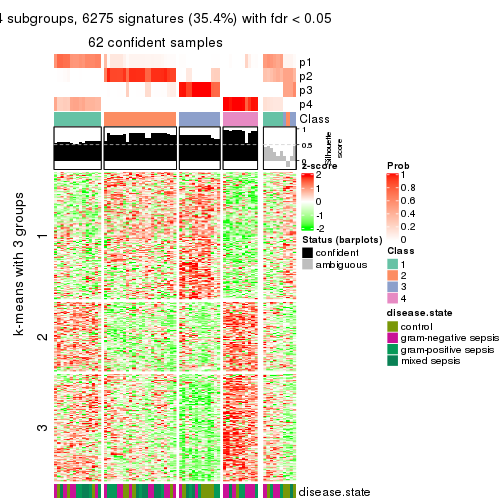 4 subgroups, 6275 signatures (35.4%) with fdr < 0.05
62 confident samples
p1
p2
p3
p4
Class
1
0.5
0
Silhouette
score
k-means with 3 groups
1
2
3
disease.state
z-score
2
1
0
-1
-2
Status (barplots)
confident
ambiguous
Prob
1
0.8
0.6
0.4
0.2
0
Class
1
2
3
4
disease.state
control
gram-negative sepsis
gram-positive sepsis
mixed sepsis